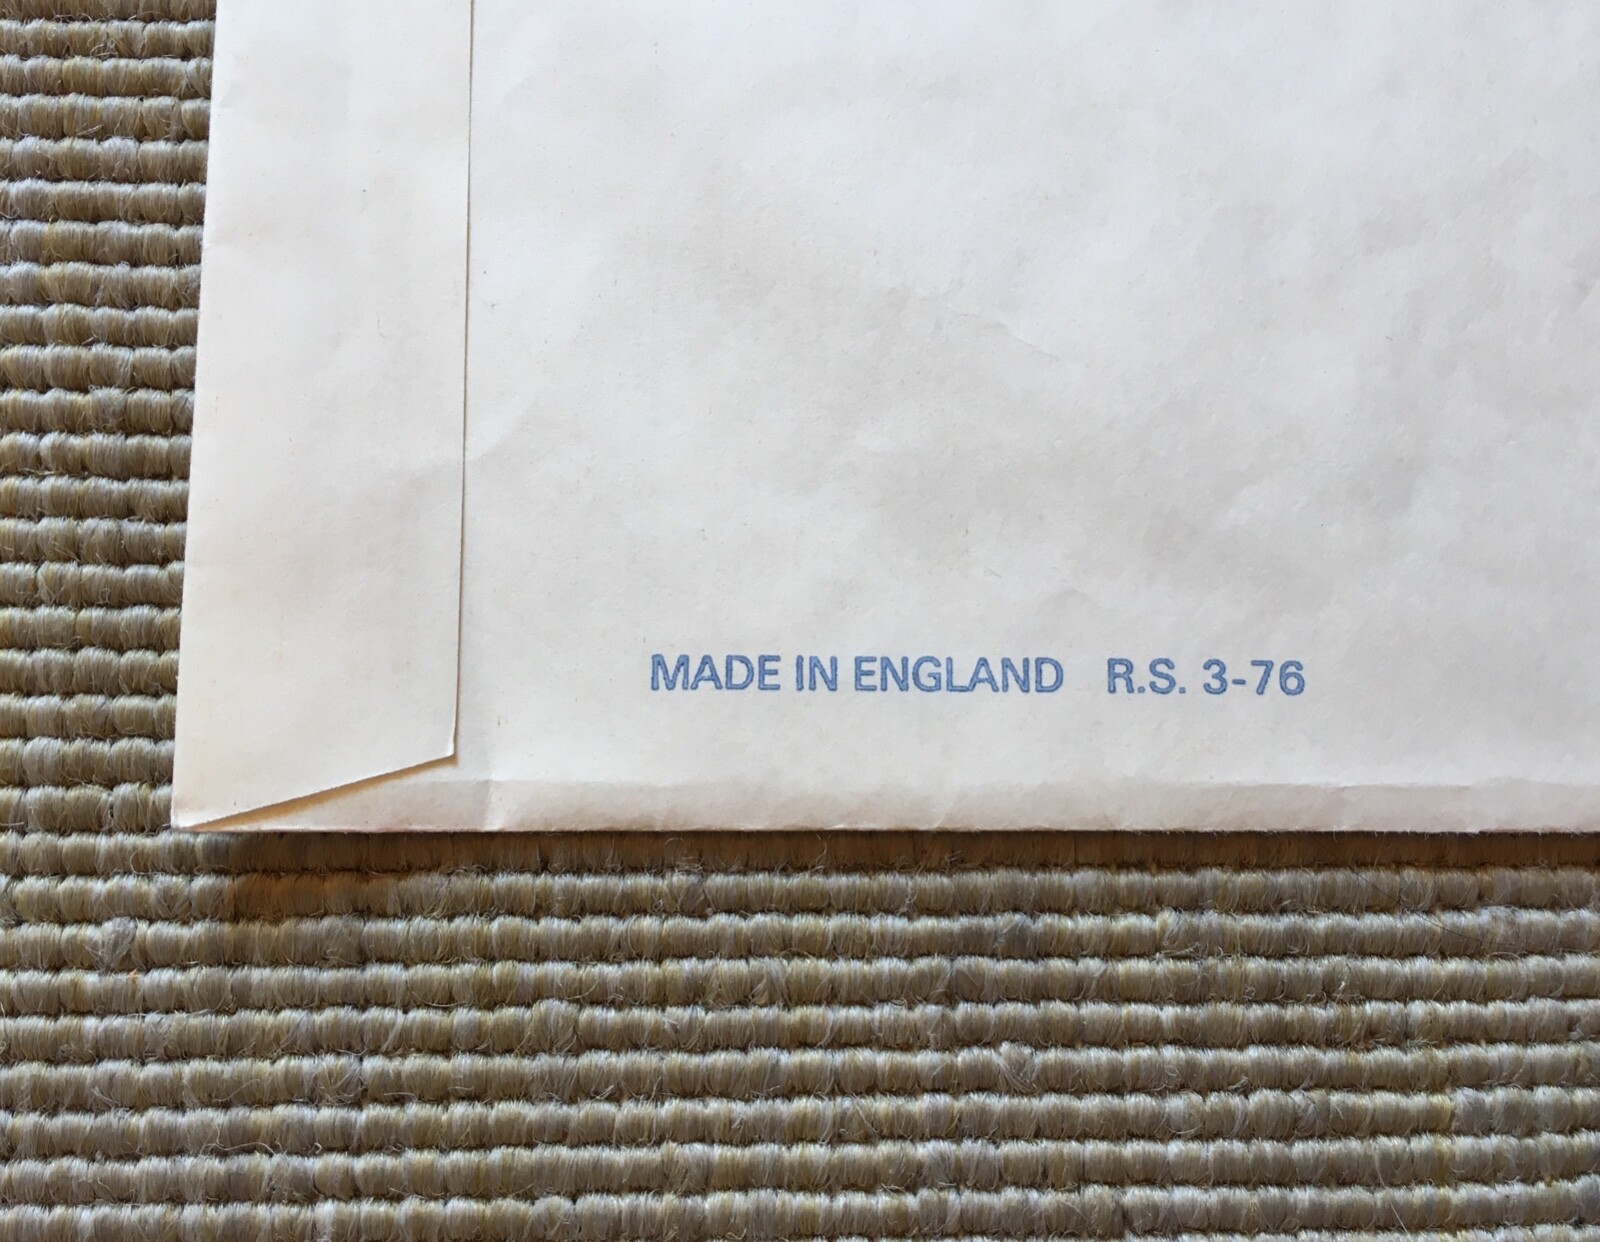 MADE IN ENGLAND R.S. 3-76